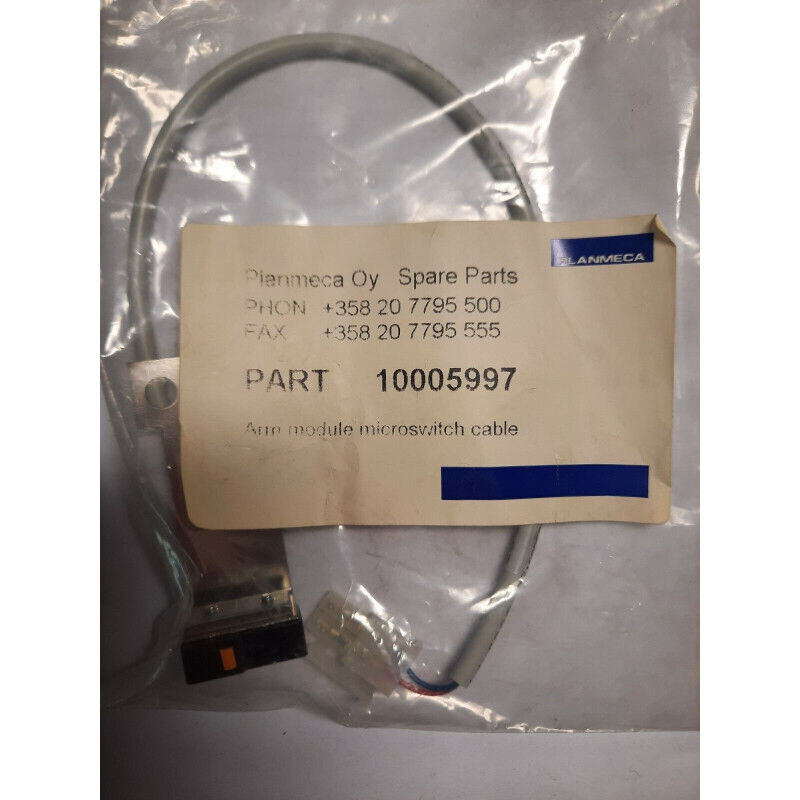 PLANMECA
Planmeca Oy Spare Parts
PHON +358 20 7795 500
FAX +358 20 7795 555
PART 10005997
Arm module microswitch cable